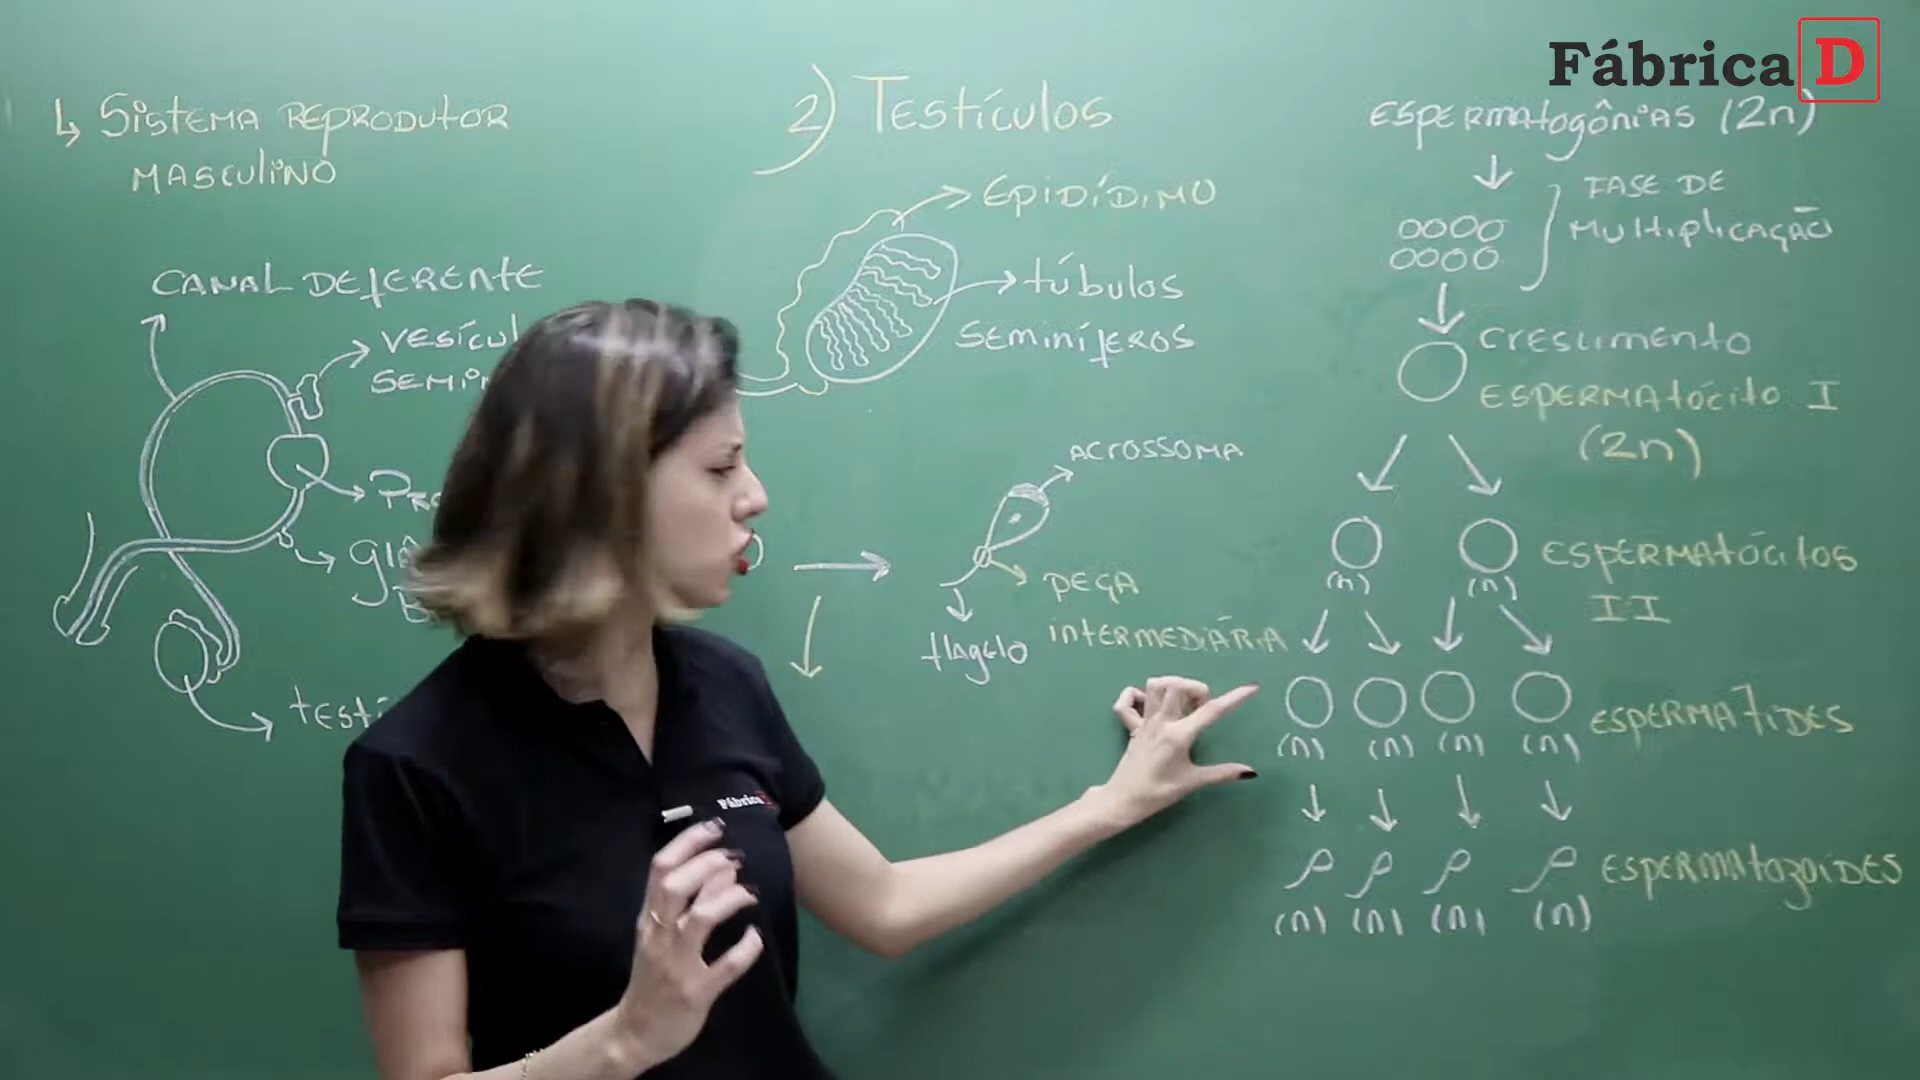 Fábrica D
↳ Sistema Reprodutor
Masculino
Canal Deferente
Testí
2) Testículos
Epidídimo
túbulos
seminíferos
acrossoma
peça
intermediária
flagelo
Fábrica D
Espermatogônias (2n)
Fase de
Multiplicação
Crescimento
Espermatócito I
(2n)
(n) (n)
Espermatócitos
II
Espermátides
(n) (n) (n) (n)
Espermatozoides
(n) (n) (n) (n)